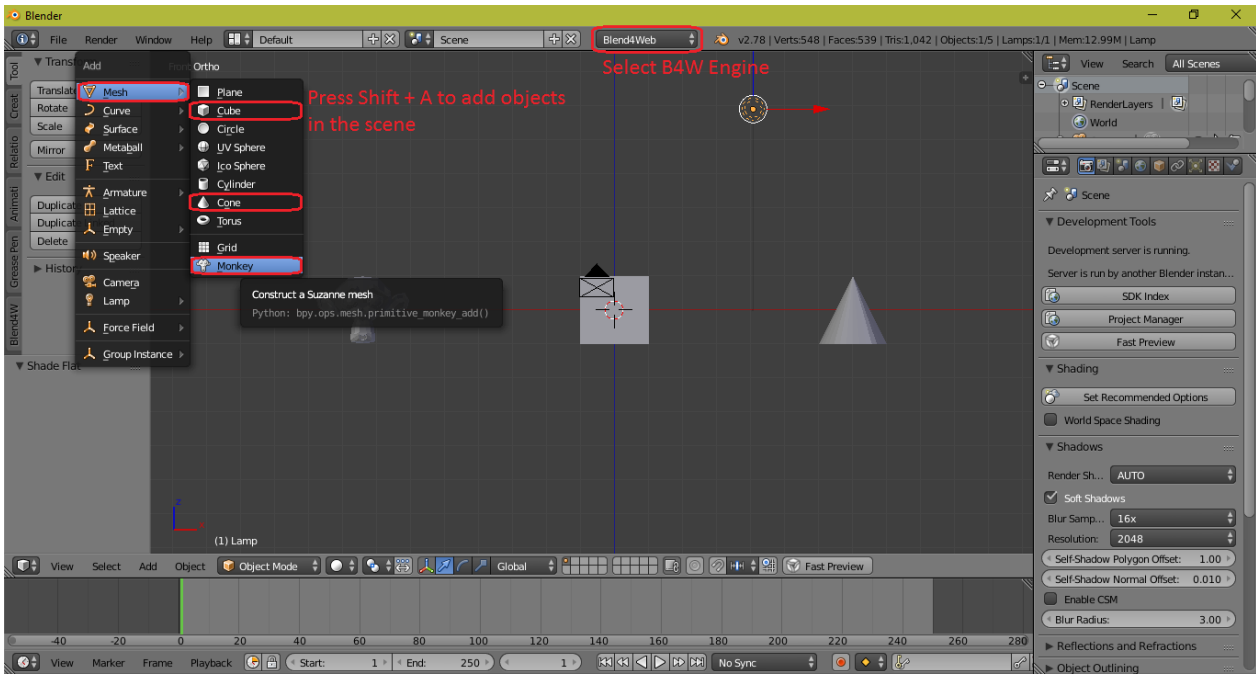 Blender
File Render Window Help Default Scene Blend4Web v2.78 | Verts:548 | Faces:539 | Tris:1,042 | Objects:1/5 | Lamps:1/1 | Mem:12.99M | Lamp
Select B4W Engine
Press Shift + A to add objects
in the scene
Tool
Creat
Relatio
Animati
Grease Pen
Blend4W
Translat
Rotate
Scale
Mirror
Edit
Duplicat
Duplicat
Delete
Histor
Shade Flat
Add
Mesh
Curve
Surface
Metaball
Text
Armature
Lattice
Empty
Speaker
Camera
Lamp
Force Field
Group Instance
Ortho
Plane
Cube
Circle
UV Sphere
Ico Sphere
Cylinder
Cone
Torus
Grid
Monkey
Construct a Suzanne mesh
Python: bpy.ops.mesh.primitive_monkey_add()
z
(1) Lamp
View Select Add Object Object Mode Global Fast Preview
-40 -20 0 20 40 60 80 100 120 140 160 180 200 220 240 260 280
View Marker Frame Playback Start: 1 End: 250 1 No Sync
View Search All Scenes
Scene
RenderLayers
World
Scene
Development Tools
Development server is running.
Server is run by another Blender instan...
SDK Index
Project Manager
Fast Preview
Shading
Set Recommended Options
World Space Shading
Shadows
Render Sh... AUTO
Soft Shadows
Blur Samp... 16x
Resolution: 2048
Self-Shadow Polygon Offset: 1.00
Self-Shadow Normal Offset: 0.010
Enable CSM
Blur Radius: 3.00
Reflections and Refractions
Object Outlining